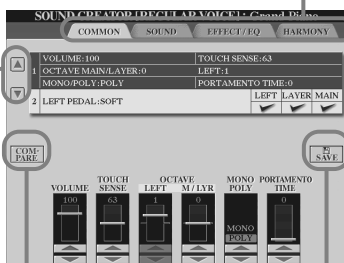 SOUND CREATOR [REGULAR VOICE] : Grand Piano
COMMON SOUND EFFECT / EQ HARMONY
1 VOLUME:100 TOUCH SENSE:63
OCTAVE MAIN/LAYER:0 LEFT:1
MONO/POLY:POLY PORTAMENTO TIME:0
2 LEFT PEDAL:SOFT LEFT LAYER MAIN
COM-
PARE
SAVE
VOLUME TOUCH SENSE OCTAVE LEFT M / LYR MONO POLY PORTAMENTO TIME
100 63 1 0 MONO POLY 0